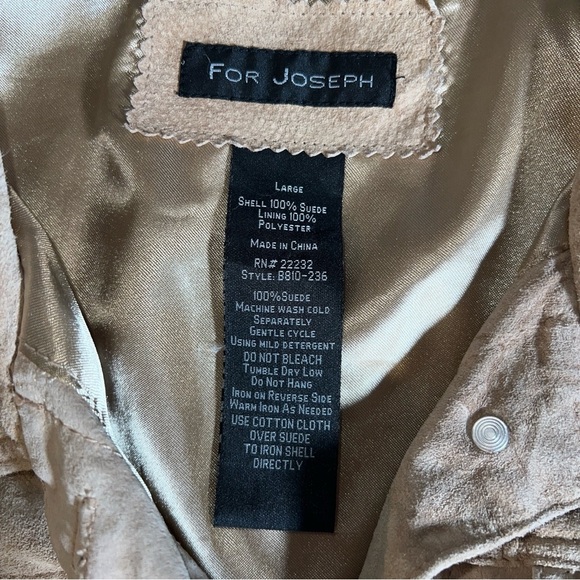 For Joseph
Large
Shell 100% Suede
Lining 100%
Polyester
Made in China
RN# 22232
Style: B810-236
100%Suede
Machine wash cold
Separately
Gentle cycle
Using mild detergent
DO NOT BLEACH
Tumble Dry Low
Do Not Hang
Iron on Reverse Side
Warm Iron As Needed
USE COTTON CLOTH
OVER SUEDE
TO IRON SHELL
DIRECTLY